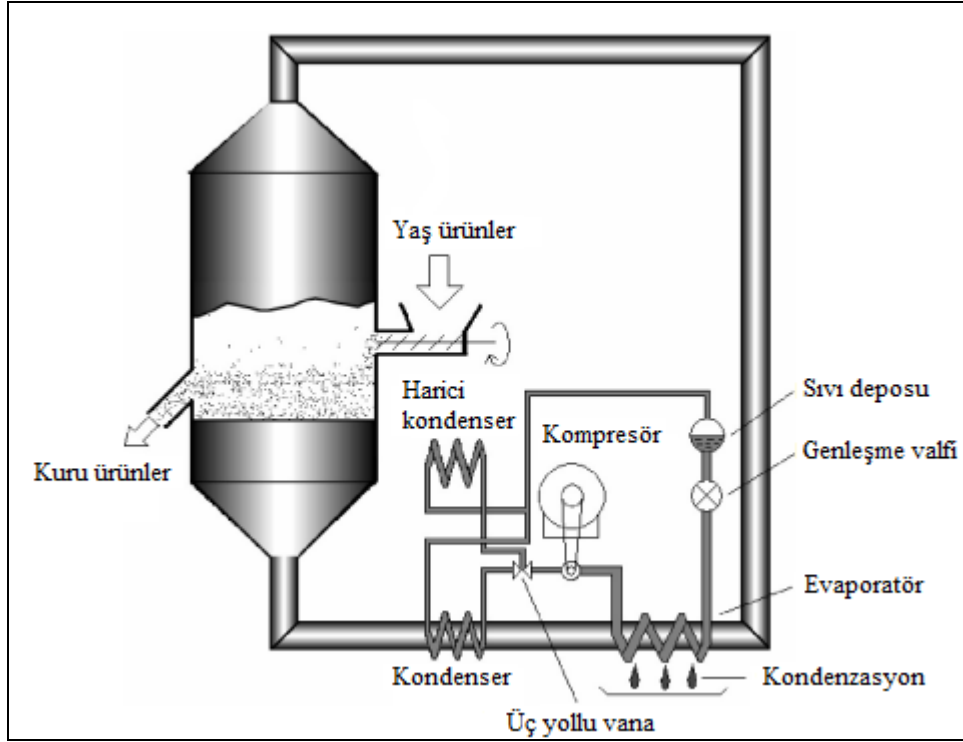 Yaş ürünler
Harici
kondenser
Kompresör
Sıvı deposu
Genleşme valfi
Kuru ürünler
Evaporatör
Kondenser
Kondenzasyon
Üç yollu vana